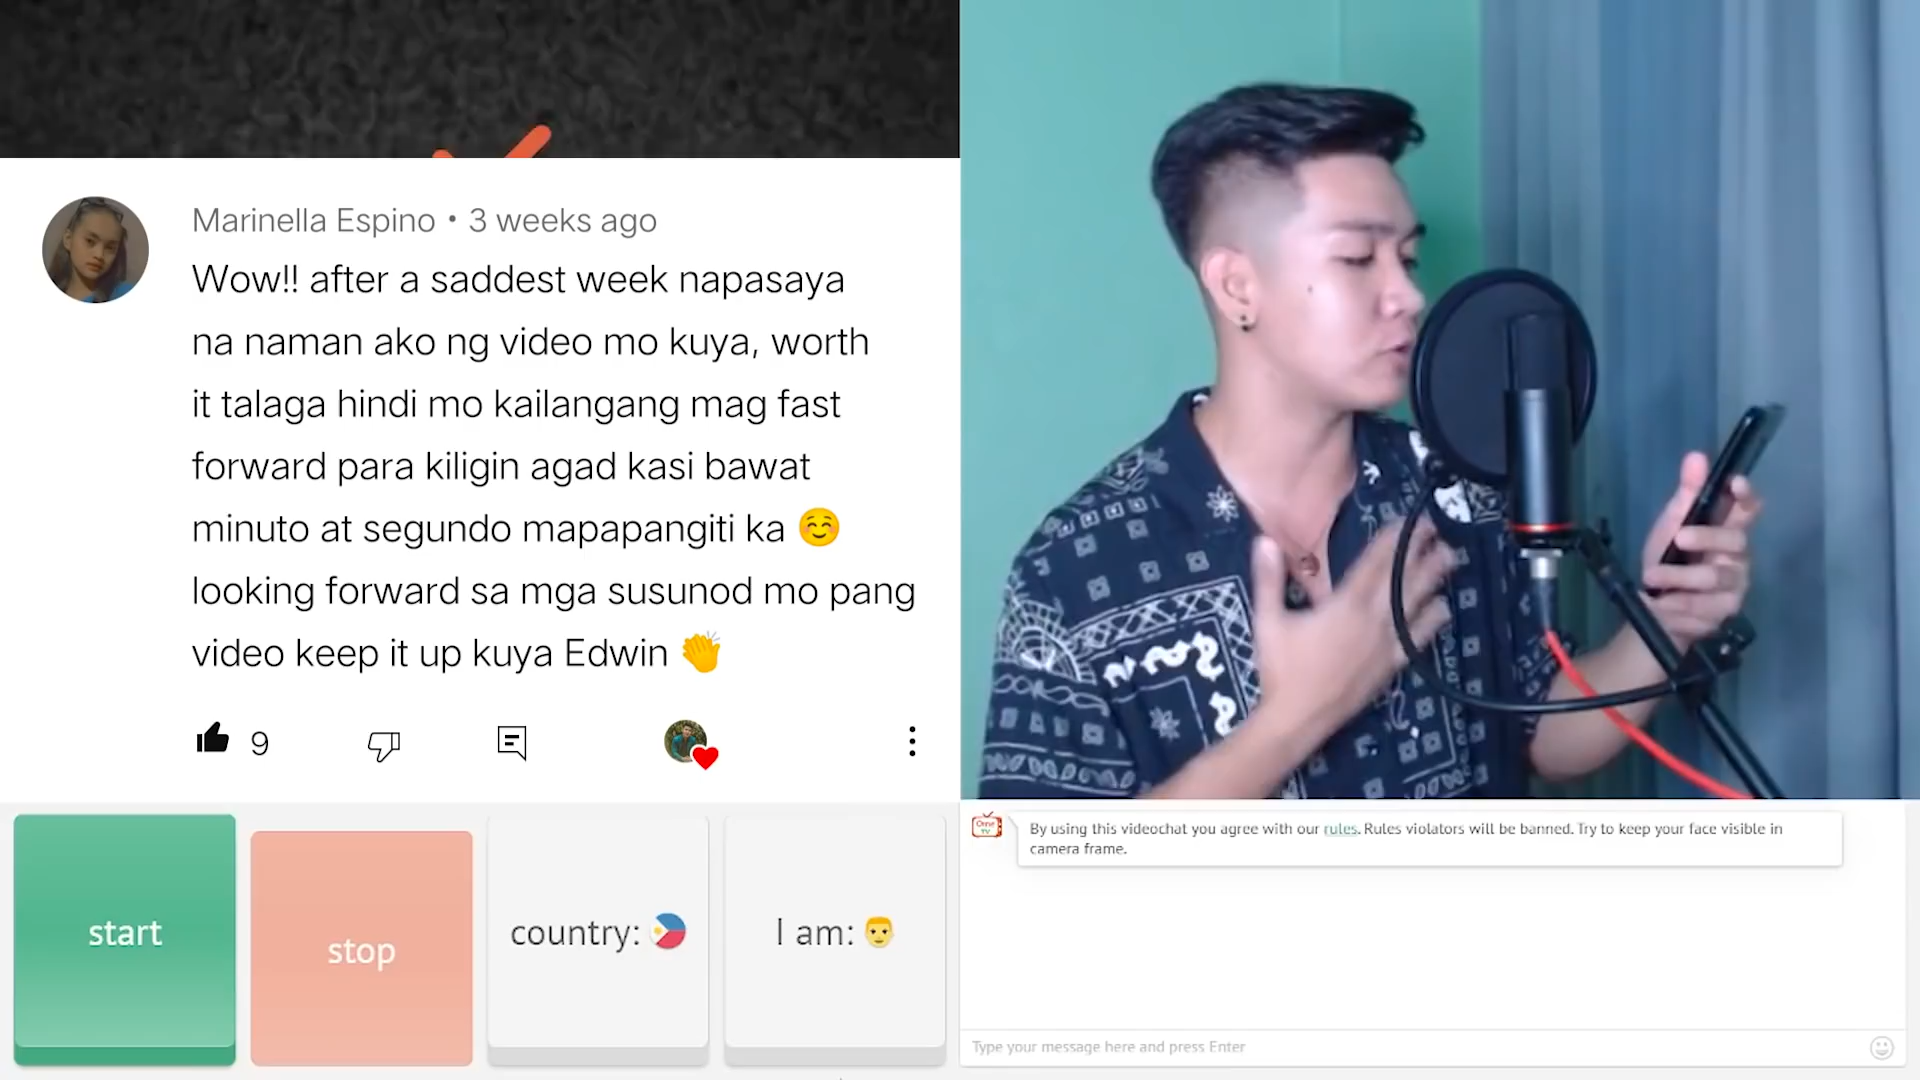 Marinella Espino • 3 weeks ago
Wow!! after a saddest week napasaya
na naman ako ng video mo kuya, worth
it talaga hindi mo kailangang mag fast
forward para kiligin agad kasi bawat
minuto at segundo mapapangiti ka ☺️
looking forward sa mga susunod mo pang
video keep it up kuya Edwin 👏
9
start
stop
country:
I am:
Ome
TV
By using this videochat you agree with our rules. Rules violators will be banned. Try to keep your face visible in
camera frame.
Type your message here and press Enter